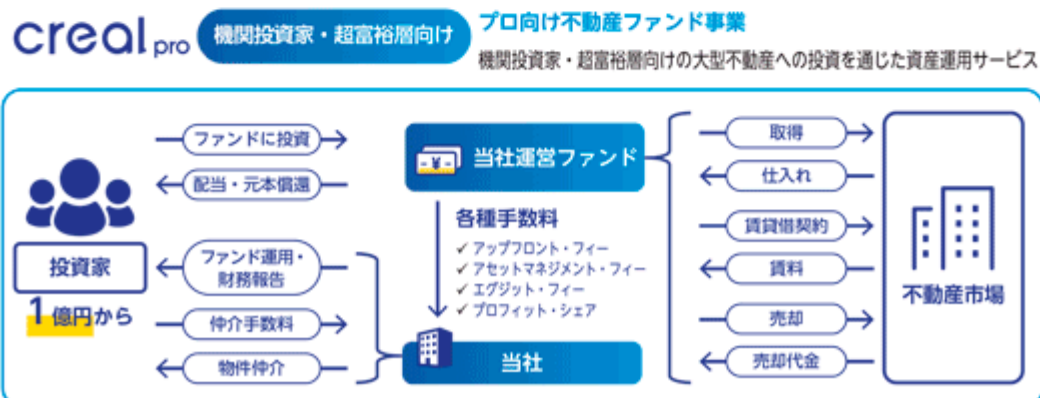 creal pro
機関投資家・超富裕層向け
プロ向け不動産ファンド事業
機関投資家・超富裕層向けの大型不動産への投資を通じた資産運用サービス
投資家
1億円から
ファンドに投資
配当・元本償還
ファンド運用・
財務報告
仲介手数料
物件仲介
-¥-
当社運営ファンド
各種手数料
✓ アップフロント・フィー
✓ アセットマネジメント・フィー
✓ エグジット・フィー
✓ プロフィット・シェア
当社
取得
仕入れ
賃貸借契約
賃料
売却
売却代金
不動産市場